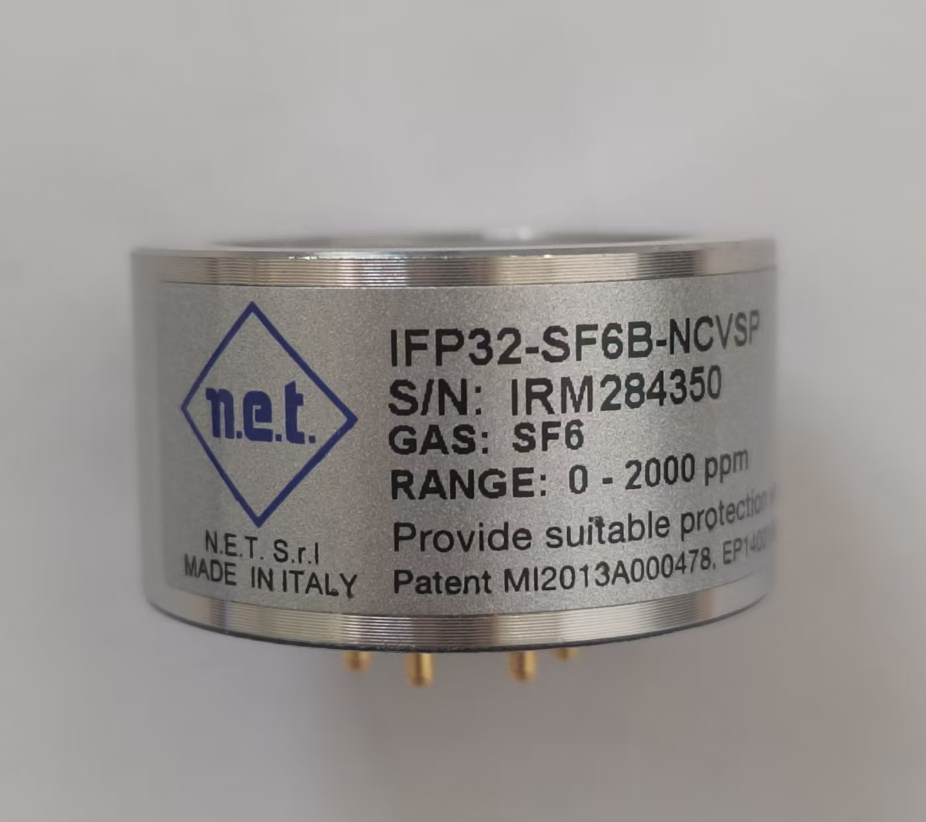 n.e.t.
N.E.T. S.r.l
MADE IN ITALY
IFP32-SF6B-NCVSP
S/N: IRM284350
GAS: SF6
RANGE: 0 - 2000 ppm
Provide suitable protection
Patent MI2013A000478,